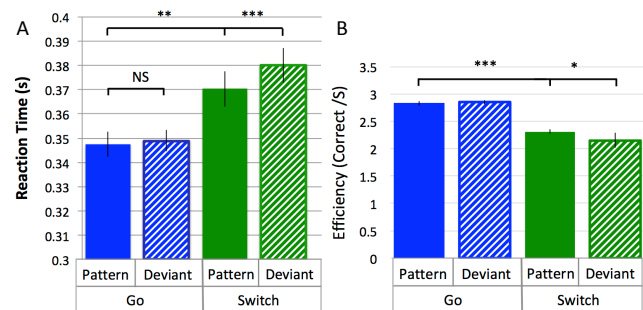 A
Reaction Time (s)
0.4
0.39
0.38
0.37
0.36
0.35
0.34
0.33
0.32
0.31
0.3
**
***
NS
Pattern Deviant Pattern Deviant
Go Switch
B
Efficiency (Correct /S)
3.5
3
2.5
2
1.5
1
0.5
0
***
*
Pattern Deviant Pattern Deviant
Go Switch